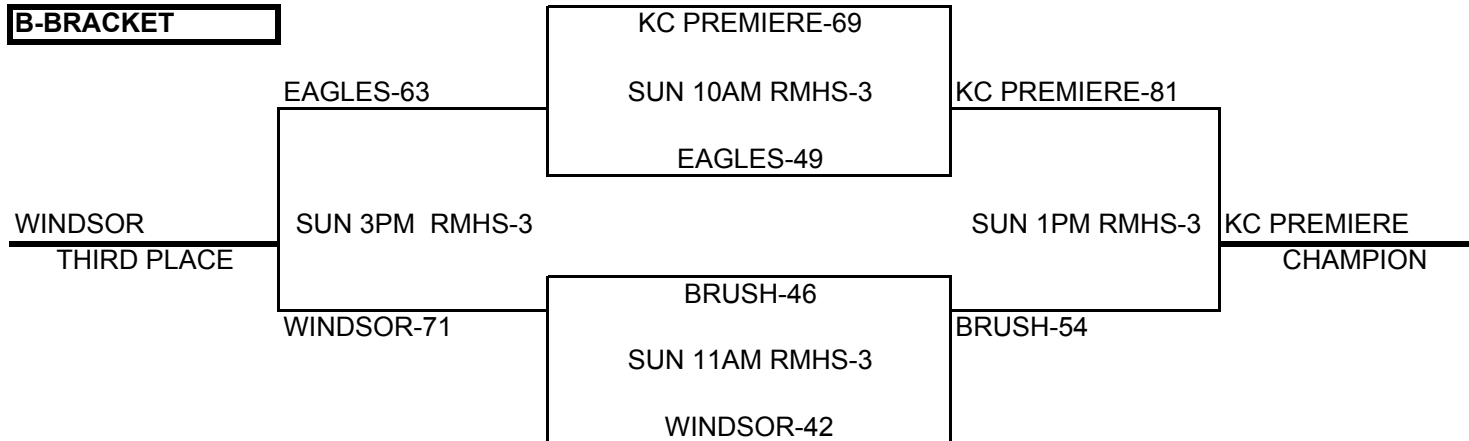 B-BRACKET
KC PREMIERE-69
EAGLES-63
SUN 10AM RMHS-3
KC PREMIERE-81
EAGLES-49
WINDSOR
SUN 3PM RMHS-3
SUN 1PM RMHS-3
KC PREMIERE
THIRD PLACE
CHAMPION
BRUSH-46
WINDSOR-71
BRUSH-54
SUN 11AM RMHS-3
WINDSOR-42